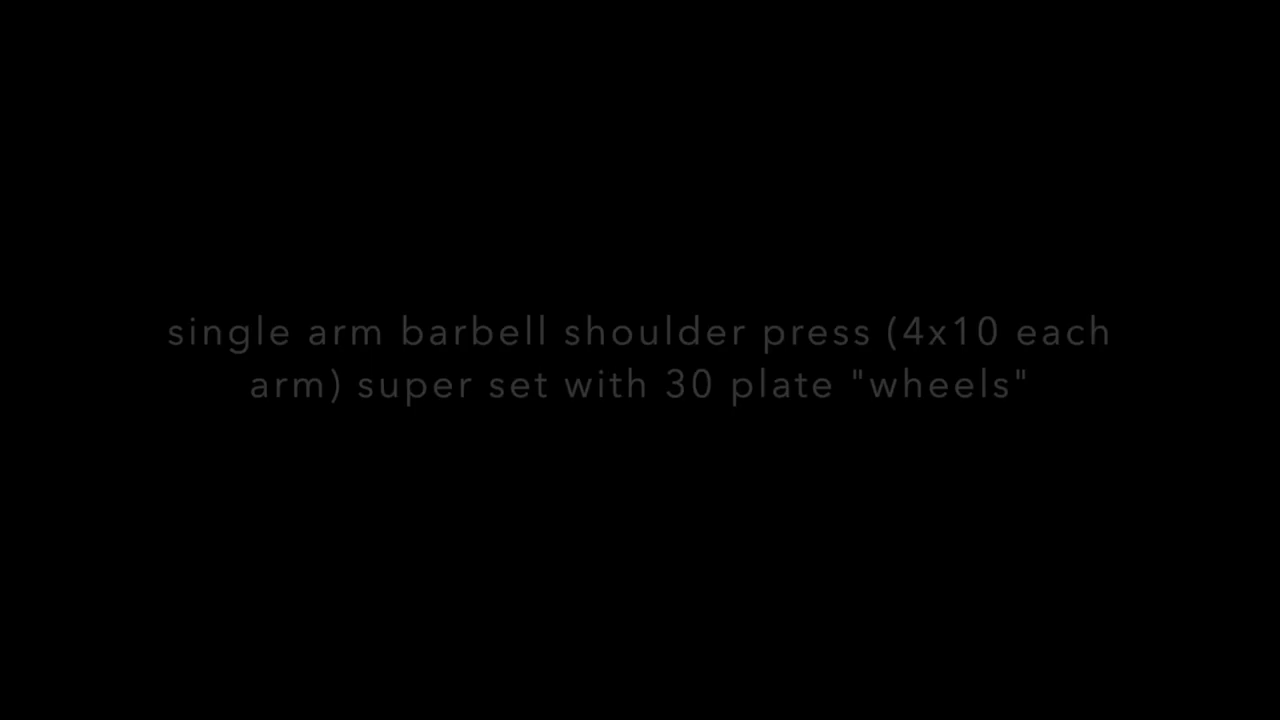 single arm barbell shoulder press (4x10 each
arm) super set with 30 plate "wheels"